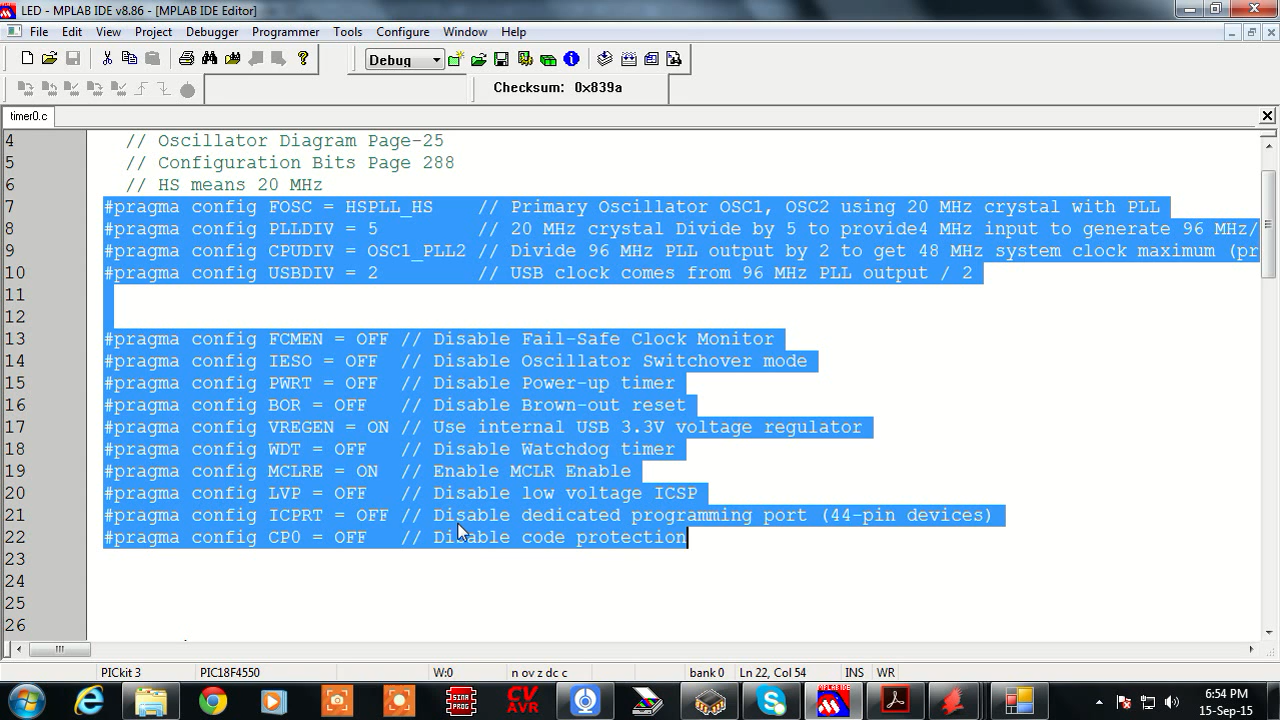 LED - MPLAB IDE v8.86 - [MPLAB IDE Editor]
File Edit View Project Debugger Programmer Tools Configure Window Help
Debug
Checksum: 0x839a
timer0.c
4 // Oscillator Diagram Page-25
5 // Configuration Bits Page 288
6 // HS means 20 MHz
7 #pragma config FOSC = HSPLL_HS // Primary Oscillator OSC1, OSC2 using 20 MHz crystal with PLL
8 #pragma config PLLDIV = 5 // 20 MHz crystal Divide by 5 to provide4 MHz input to generate 96 MHz/
9 #pragma config CPUDIV = OSC1_PLL2 // Divide 96 MHz PLL output by 2 to get 48 MHz system clock maximum (pr
10 #pragma config USBDIV = 2 // USB clock comes from 96 MHz PLL output / 2
11
12
13 #pragma config FCMEN = OFF // Disable Fail-Safe Clock Monitor
14 #pragma config IESO = OFF // Disable Oscillator Switchover mode
15 #pragma config PWRT = OFF // Disable Power-up timer
16 #pragma config BOR = OFF // Disable Brown-out reset
17 #pragma config VREGEN = ON // Use internal USB 3.3V voltage regulator
18 #pragma config WDT = OFF // Disable Watchdog timer
19 #pragma config MCLRE = ON // Enable MCLR Enable
20 #pragma config LVP = OFF // Disable low voltage ICSP
21 #pragma config ICPRT = OFF // Disable dedicated programming port (44-pin devices)
22 #pragma config CP0 = OFF // Disable code protection
23
24
25
26
PICkit 3 PIC18F4550 W:0 n ov z dc c bank 0 Ln 22, Col 54 INS WR
SINA PROG
CV AVR
MPLAB IDE
6:54 PM
15-Sep-15